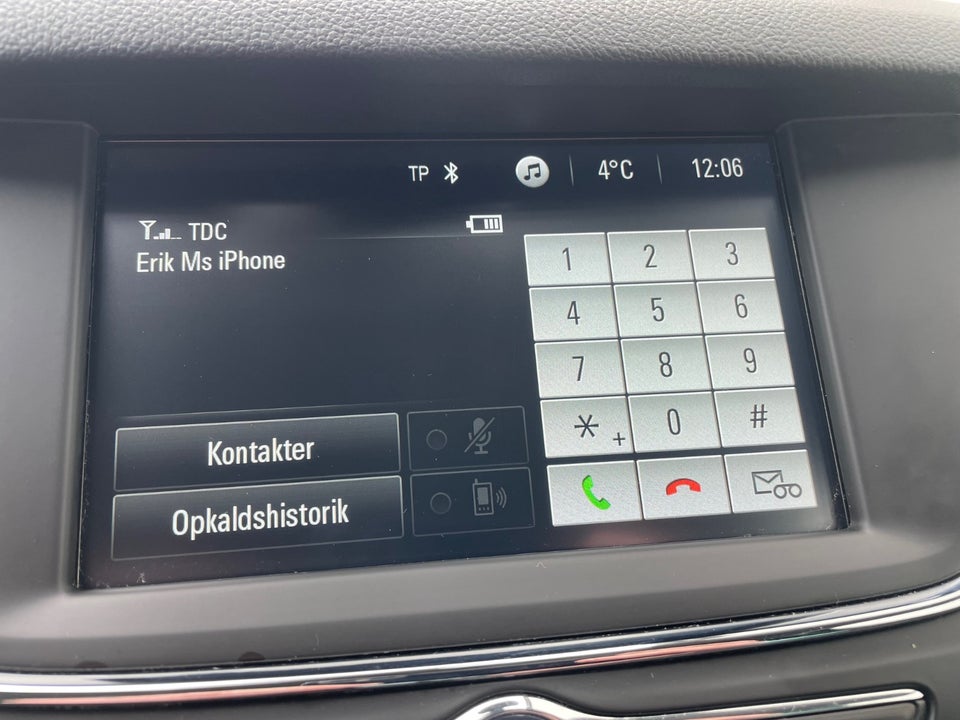 TP 4°C 12:06
TDC
Erik Ms iPhone
1 2 3
4 5 6
7 8 9
*+ 0 #
Kontakter
Opkaldshistorik